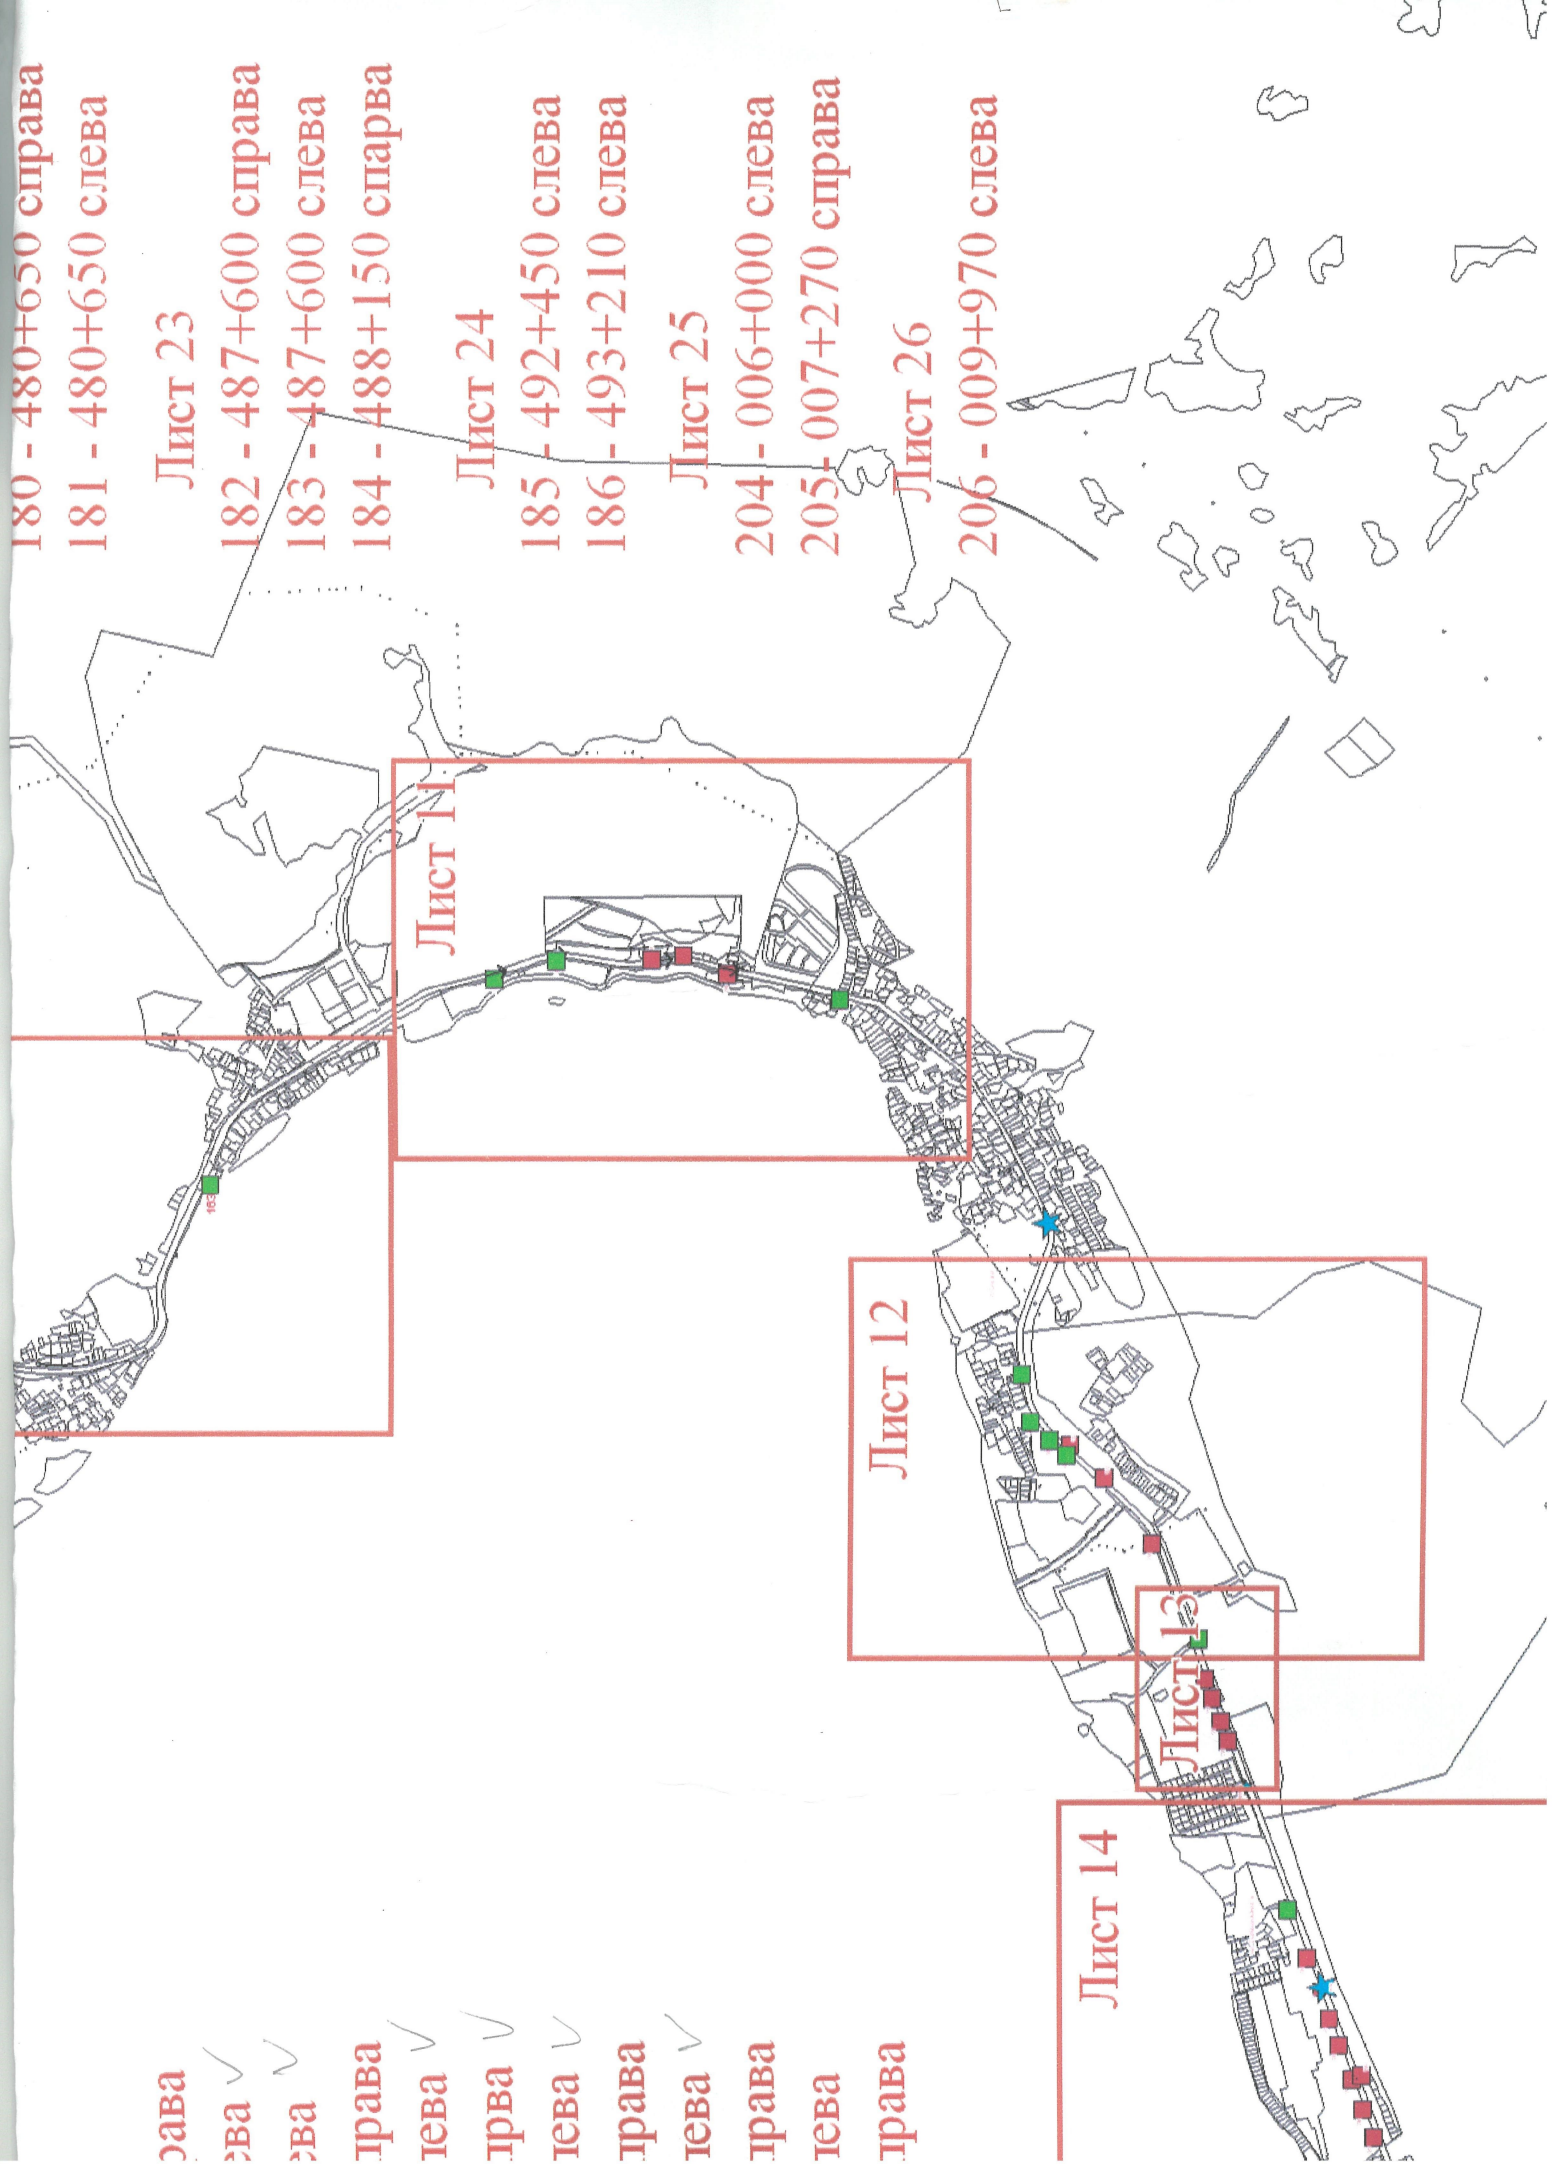 180 - 480+650 справа
181 - 480+650 слева
Лист 23
182 - 487+600 справа
183 - 487+600 слева
184 - 488+150 спарва
Лист 24
185 - 492+450 слева
186 - 493+210 слева
Лист 25
204 - 006+000 слева
205- 007+270 справа
Лист 26
206 - 009+970 слева
Лист 11
163
Лист 12
Лист 13
Лист 14
рава
ева
ева
права
лева
прва
лева
права
лева
права
лева
права